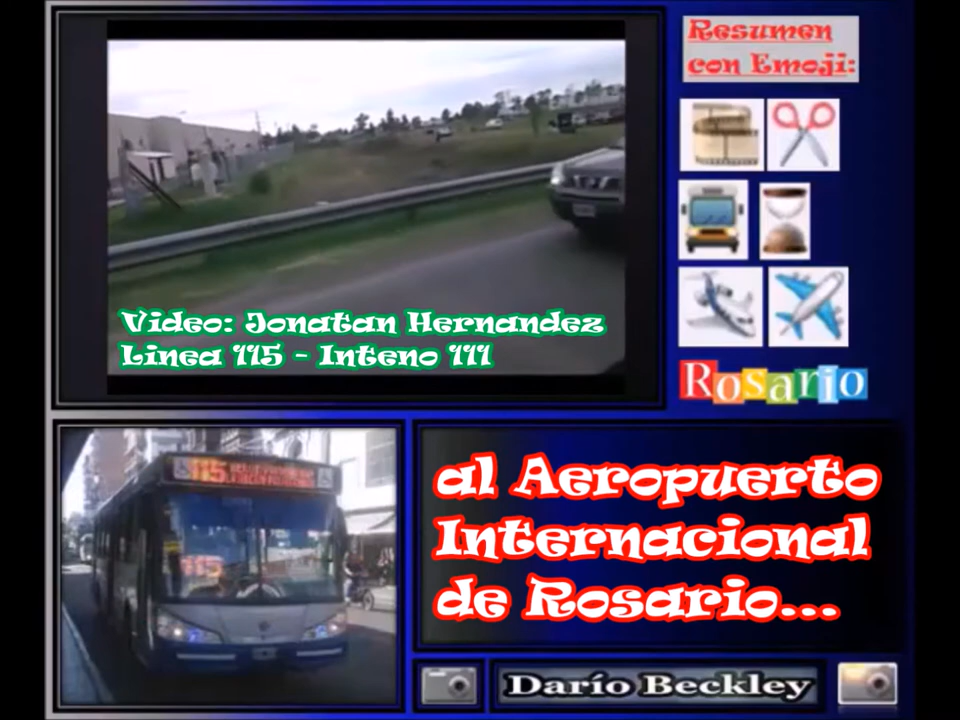 Resumen
con Emoji:
Video: Jonatan Hernandez
Linea 115 - Inteno 111
Rosario
115
115
al Aeropuerto
Internacional
de Rosario...
Darío Beckley